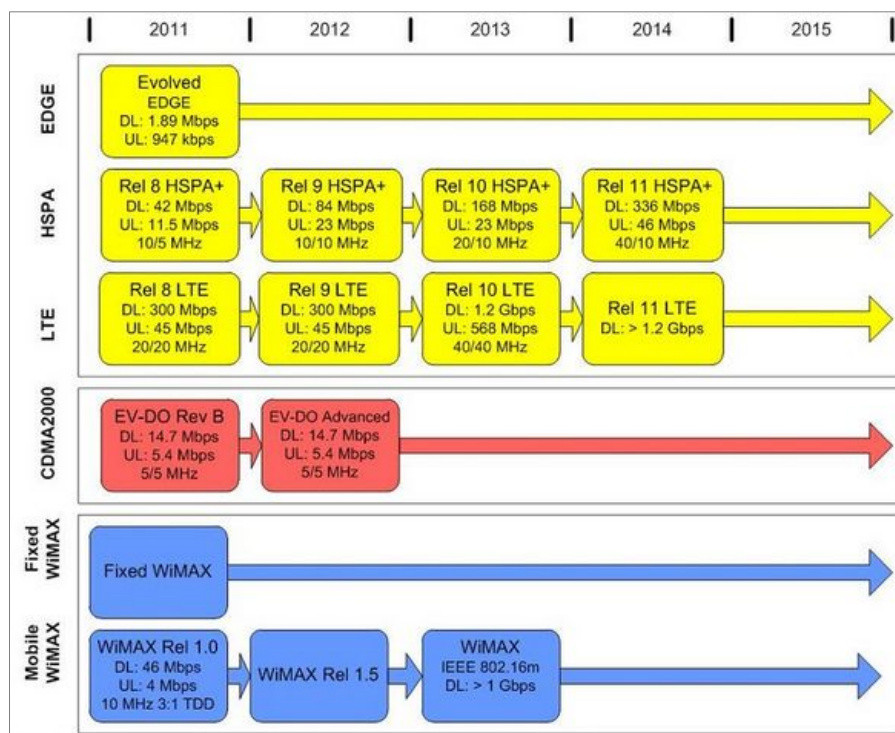 2011 2012 2013 2014 2015
EDGE
Evolved
EDGE
DL: 1.89 Mbps
UL: 947 kbps
HSPA
Rel 8 HSPA+
DL: 42 Mbps
UL: 11.5 Mbps
10/5 MHz
Rel 9 HSPA+
DL: 84 Mbps
UL: 23 Mbps
10/10 MHz
Rel 10 HSPA+
DL: 168 Mbps
UL: 23 Mbps
20/10 MHz
Rel 11 HSPA+
DL: 336 Mbps
UL: 46 Mbps
40/10 MHz
LTE
Rel 8 LTE
DL: 300 Mbps
UL: 45 Mbps
20/20 MHz
Rel 9 LTE
DL: 300 Mbps
UL: 45 Mbps
20/20 MHz
Rel 10 LTE
DL: 1.2 Gbps
UL: 568 Mbps
40/40 MHz
Rel 11 LTE
DL: > 1.2 Gbps
CDMA2000
EV-DO Rev B
DL: 14.7 Mbps
UL: 5.4 Mbps
5/5 MHz
EV-DO Advanced
DL: 14.7 Mbps
UL: 5.4 Mbps
5/5 MHz
Fixed
WiMAX
Fixed WiMAX
Mobile
WiMAX
WiMAX Rel 1.0
DL: 46 Mbps
UL: 4 Mbps
10 MHz 3:1 TDD
WiMAX Rel 1.5
WiMAX
IEEE 802.16m
DL: > 1 Gbps